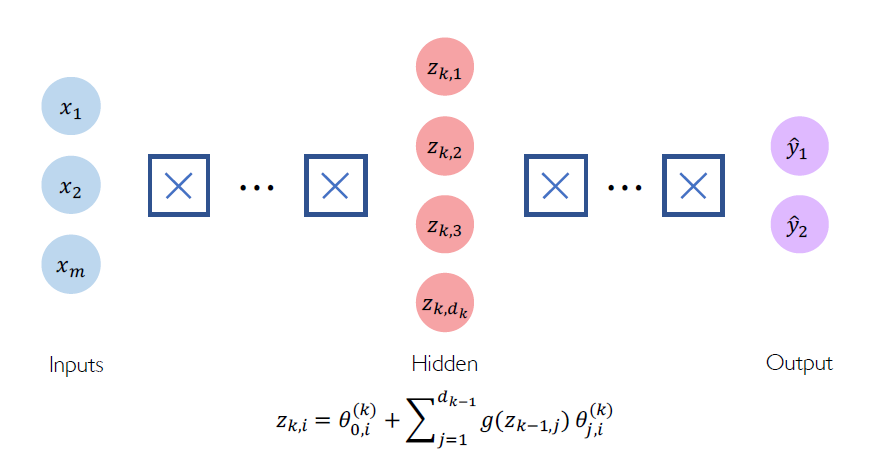 x₁
x₂
xₘ
z_{k,1}
z_{k,2}
z_{k,3}
z_{k,d_k}
ŷ₁
ŷ₂
...
...
Inputs
Hidden
Output
z_{k,i} = θ_{0,i}^{(k)} + ∑_{j=1}^{d_{k-1}} g(z_{k-1,j}) θ_{j,i}^{(k)}